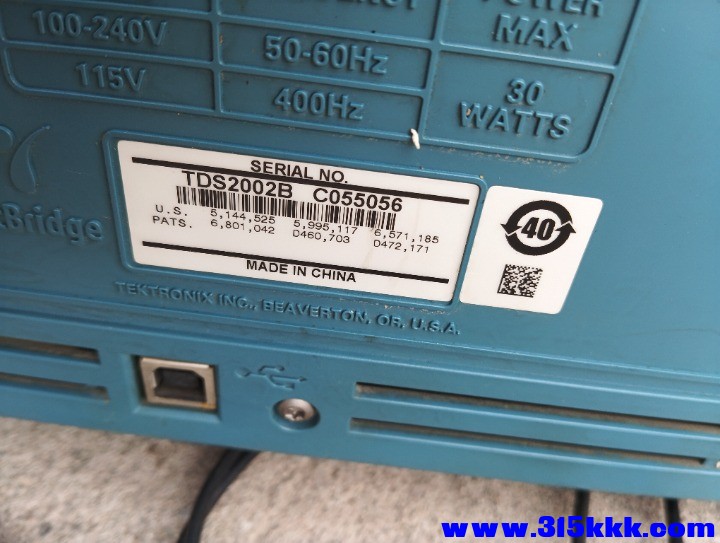 POWER
MAX
100-240V
50-60Hz
115V
400Hz
30
WATTS
Bridge
SERIAL NO.
TDS2002B C055056
U.S. 5,144,525 5,995,117 6,571,185
PATS. 6,801,042 D460,703 D472,171
MADE IN CHINA
40
TEKTRONIX INC., BEAVERTON, OR, U.S.A.
www.315kkk.com